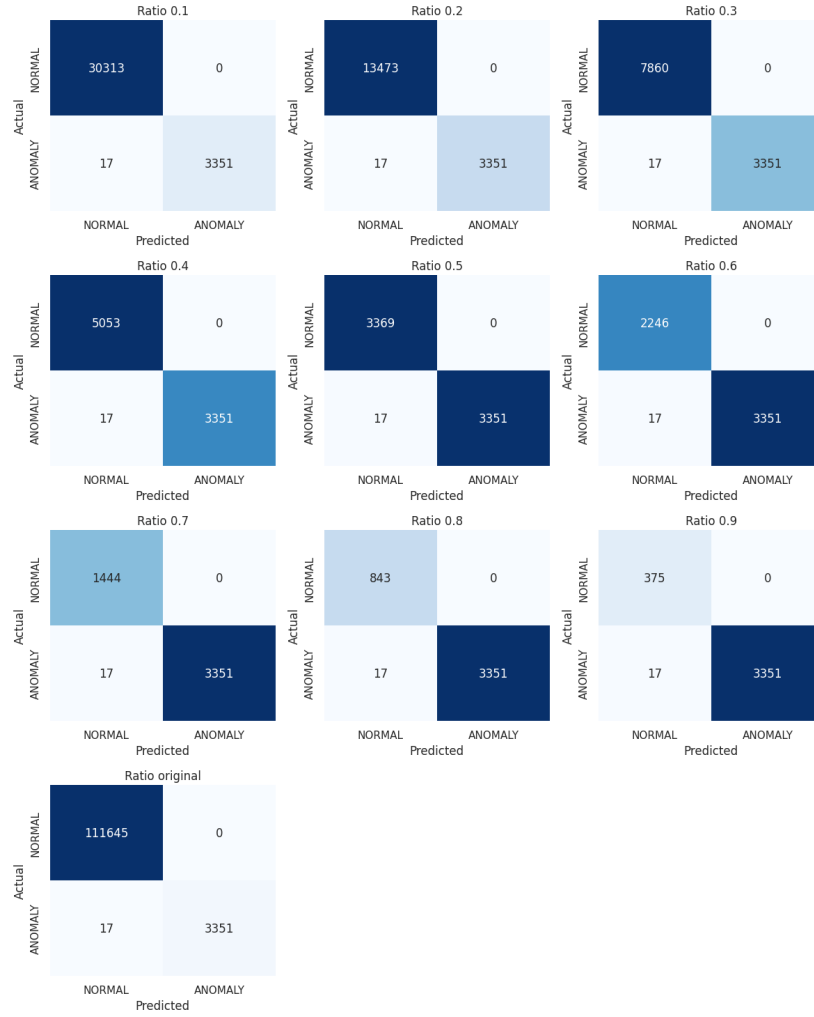 Ratio 0.1
Actual
NORMAL
30313 0
ANOMALY
17 3351
NORMAL ANOMALY
Predicted
Ratio 0.2
Actual
NORMAL
13473 0
ANOMALY
17 3351
NORMAL ANOMALY
Predicted
Ratio 0.3
Actual
NORMAL
7860 0
ANOMALY
17 3351
NORMAL ANOMALY
Predicted
Ratio 0.4
Actual
NORMAL
5053 0
ANOMALY
17 3351
NORMAL ANOMALY
Predicted
Ratio 0.5
Actual
NORMAL
3369 0
ANOMALY
17 3351
NORMAL ANOMALY
Predicted
Ratio 0.6
Actual
NORMAL
2246 0
ANOMALY
17 3351
NORMAL ANOMALY
Predicted
Ratio 0.7
Actual
NORMAL
1444 0
ANOMALY
17 3351
NORMAL ANOMALY
Predicted
Ratio 0.8
Actual
NORMAL
843 0
ANOMALY
17 3351
NORMAL ANOMALY
Predicted
Ratio 0.9
Actual
NORMAL
375 0
ANOMALY
17 3351
NORMAL ANOMALY
Predicted
Ratio original
Actual
NORMAL
111645 0
ANOMALY
17 3351
NORMAL ANOMALY
Predicted